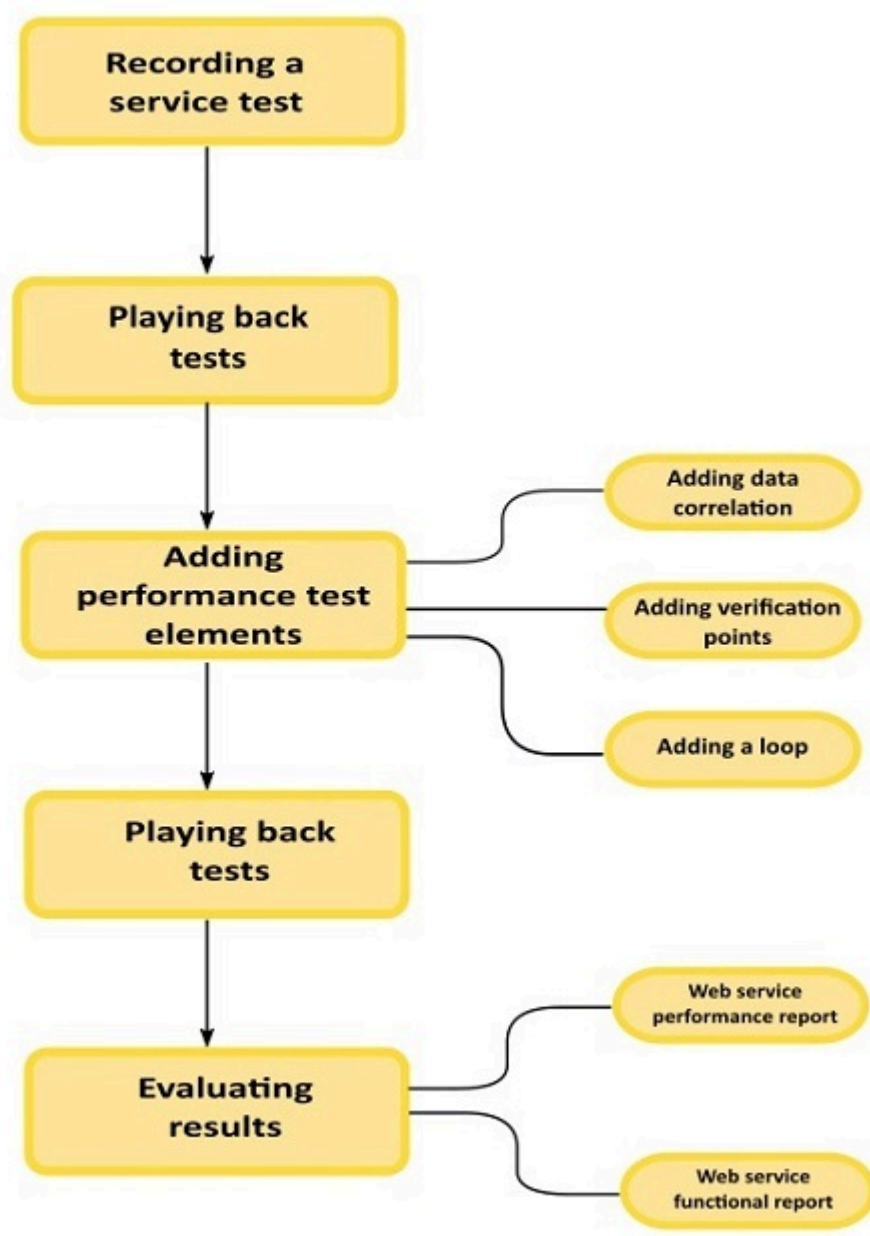 Recording a
service test
Playing back
tests
Adding
performance test
elements
Adding data
correlation
Adding verification
points
Adding a loop
Playing back
tests
Evaluating
results
Web service
performance report
Web service
functional report